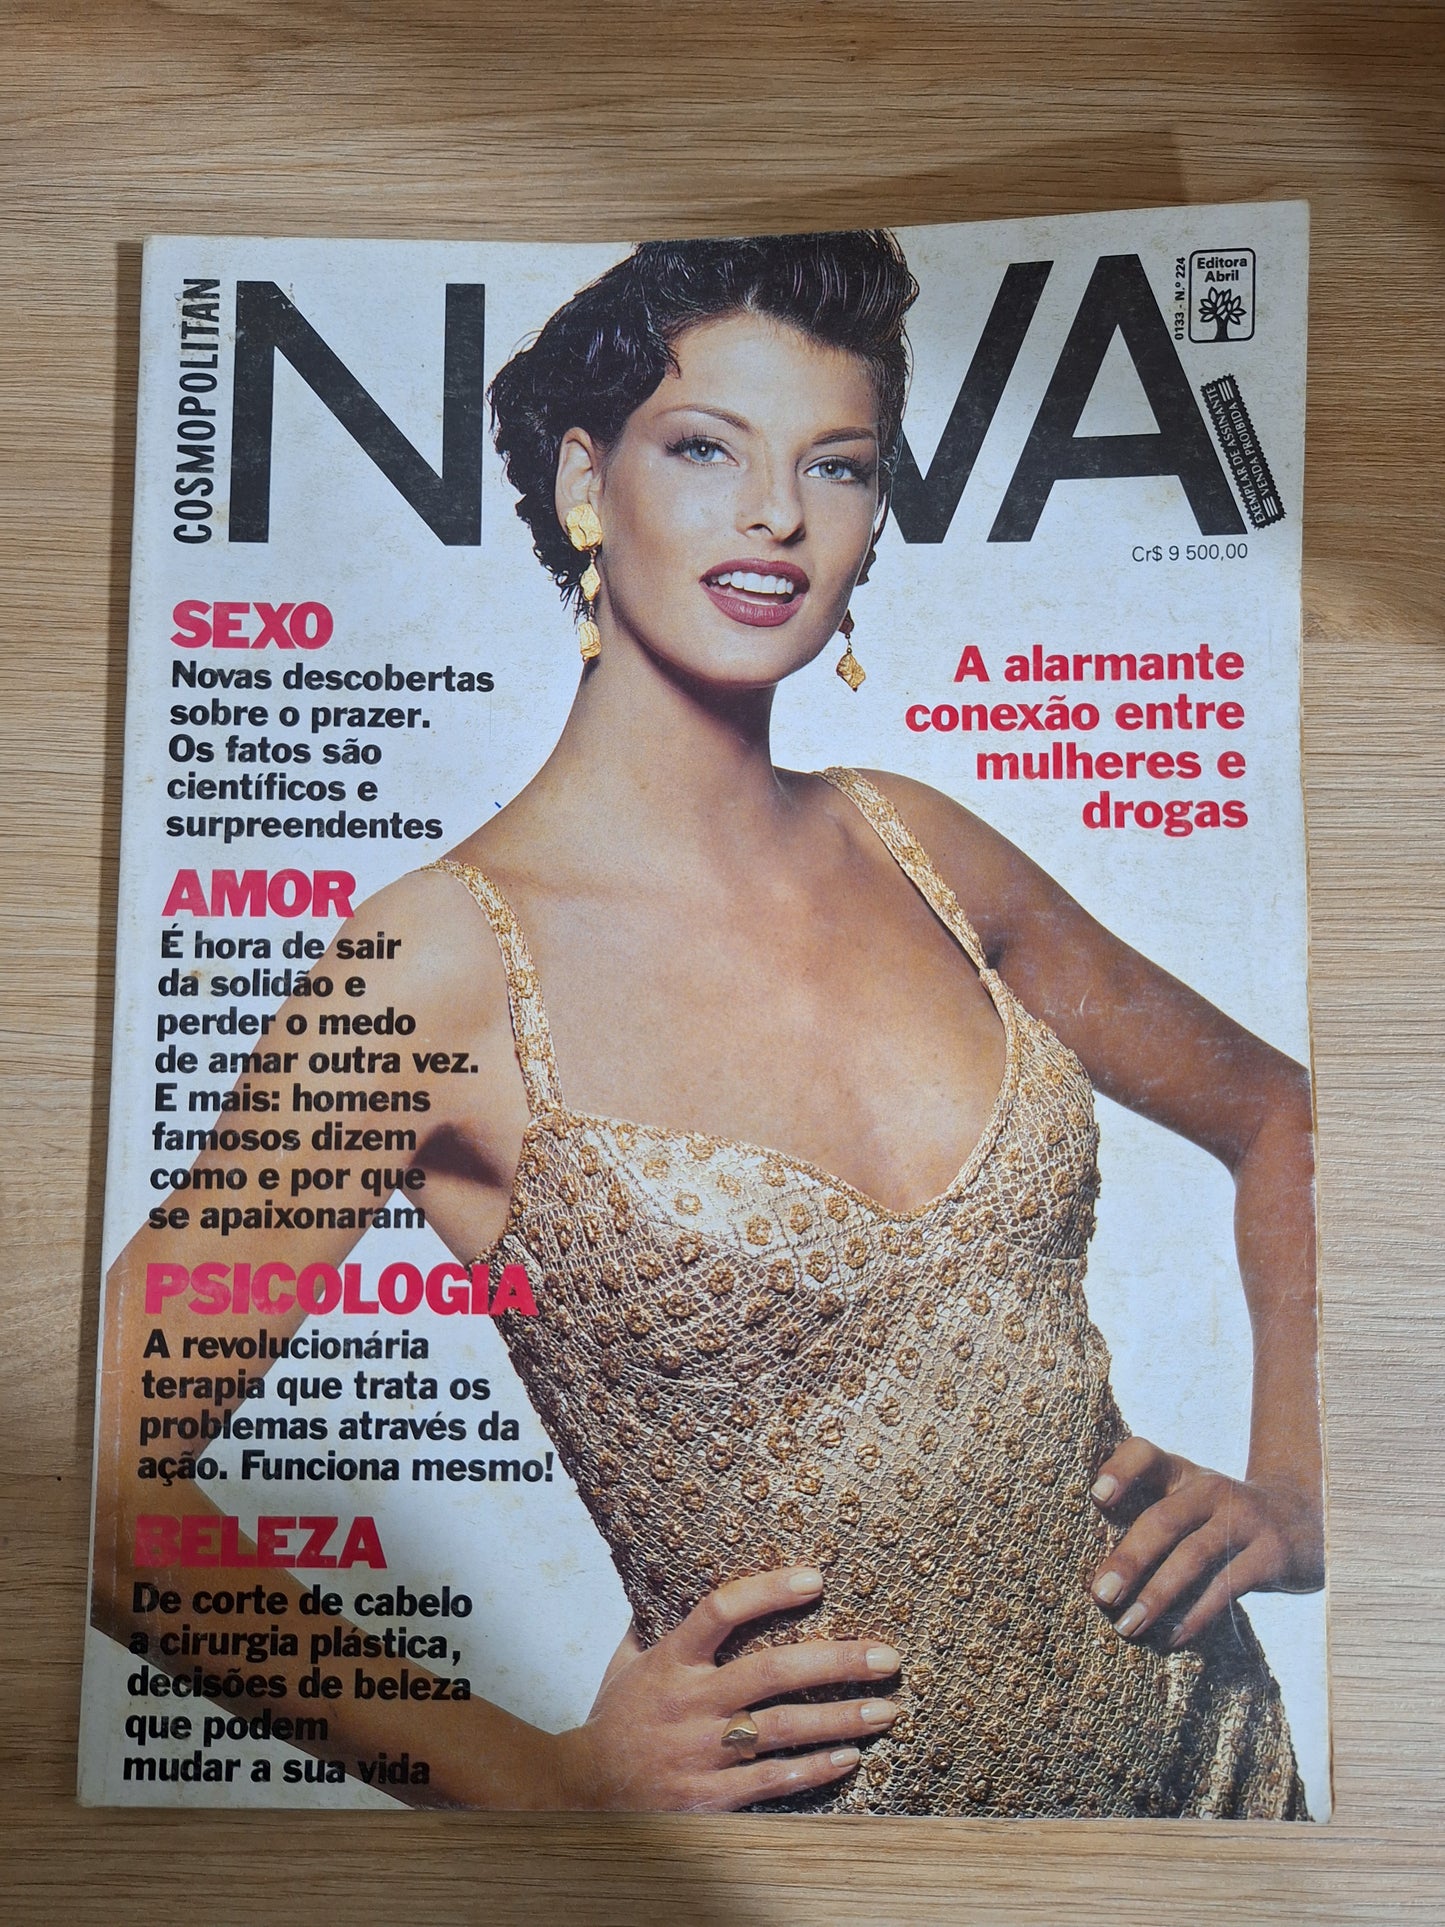 COSMOPOLITAN
NOVA
0133 - N.º 224
Editora
Abril
EXEMPLAR DE ASSINANTE
VENDA PROIBIDA
Cr$ 9 500,00
SEXO
Novas descobertas
sobre o prazer.
Os fatos são
científicos e
surpreendentes
A alarmante
conexão entre
mulheres e
drogas
AMOR
É hora de sair
da solidão e
perder o medo
de amar outra vez.
E mais: homens
famosos dizem
como e por que
se apaixonaram
PSICOLOGIA
A revolucionária
terapia que trata os
problemas através da
ação. Funciona mesmo!
BELEZA
De corte de cabelo
a cirurgia plástica,
decisões de beleza
que podem
mudar a sua vida